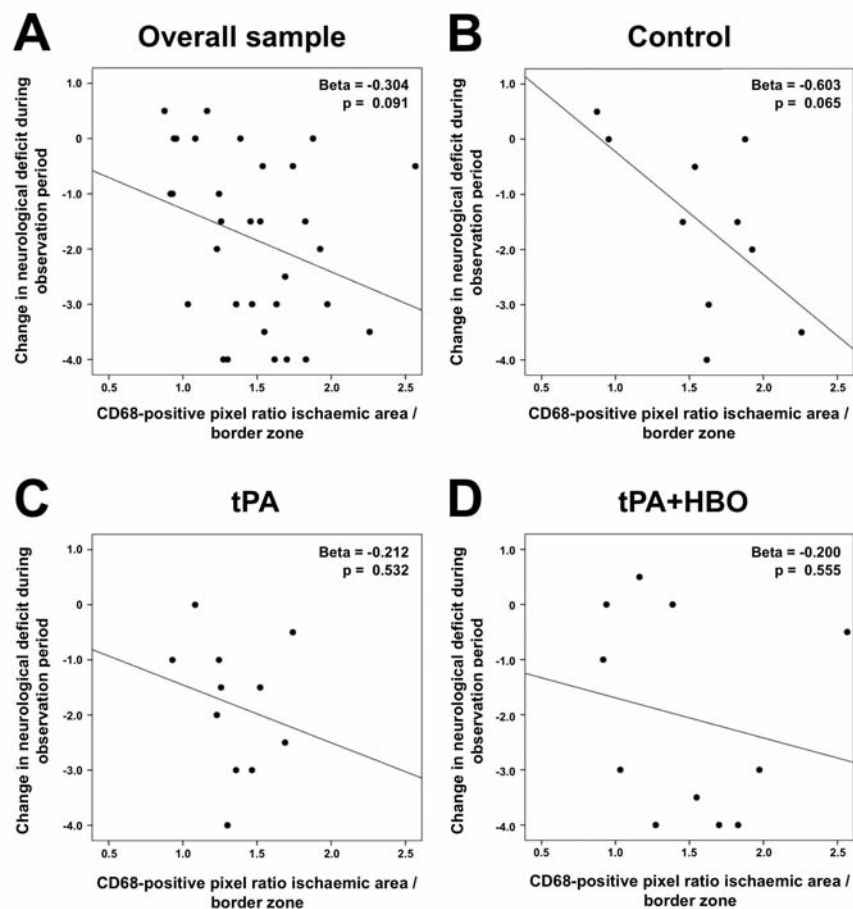 A Overall sample
Beta = -0.304
p = 0.091
Change in neurological deficit during
observation period
1.0
0
-1.0
-2.0
-3.0
-4.0
0.5 1.0 1.5 2.0 2.5
CD68-positive pixel ratio ischaemic area /
border zone
B Control
Beta = -0.603
p = 0.065
Change in neurological deficit during
observation period
1.0
0
-1.0
-2.0
-3.0
-4.0
0.5 1.0 1.5 2.0 2.5
CD68-positive pixel ratio ischaemic area /
border zone
C tPA
Beta = -0.212
p = 0.532
Change in neurological deficit during
observation period
1.0
0
-1.0
-2.0
-3.0
-4.0
0.5 1.0 1.5 2.0 2.5
CD68-positive pixel ratio ischaemic area /
border zone
D tPA+HBO
Beta = -0.200
p = 0.555
Change in neurological deficit during
observation period
1.0
0
-1.0
-2.0
-3.0
-4.0
0.5 1.0 1.5 2.0 2.5
CD68-positive pixel ratio ischaemic area /
border zone